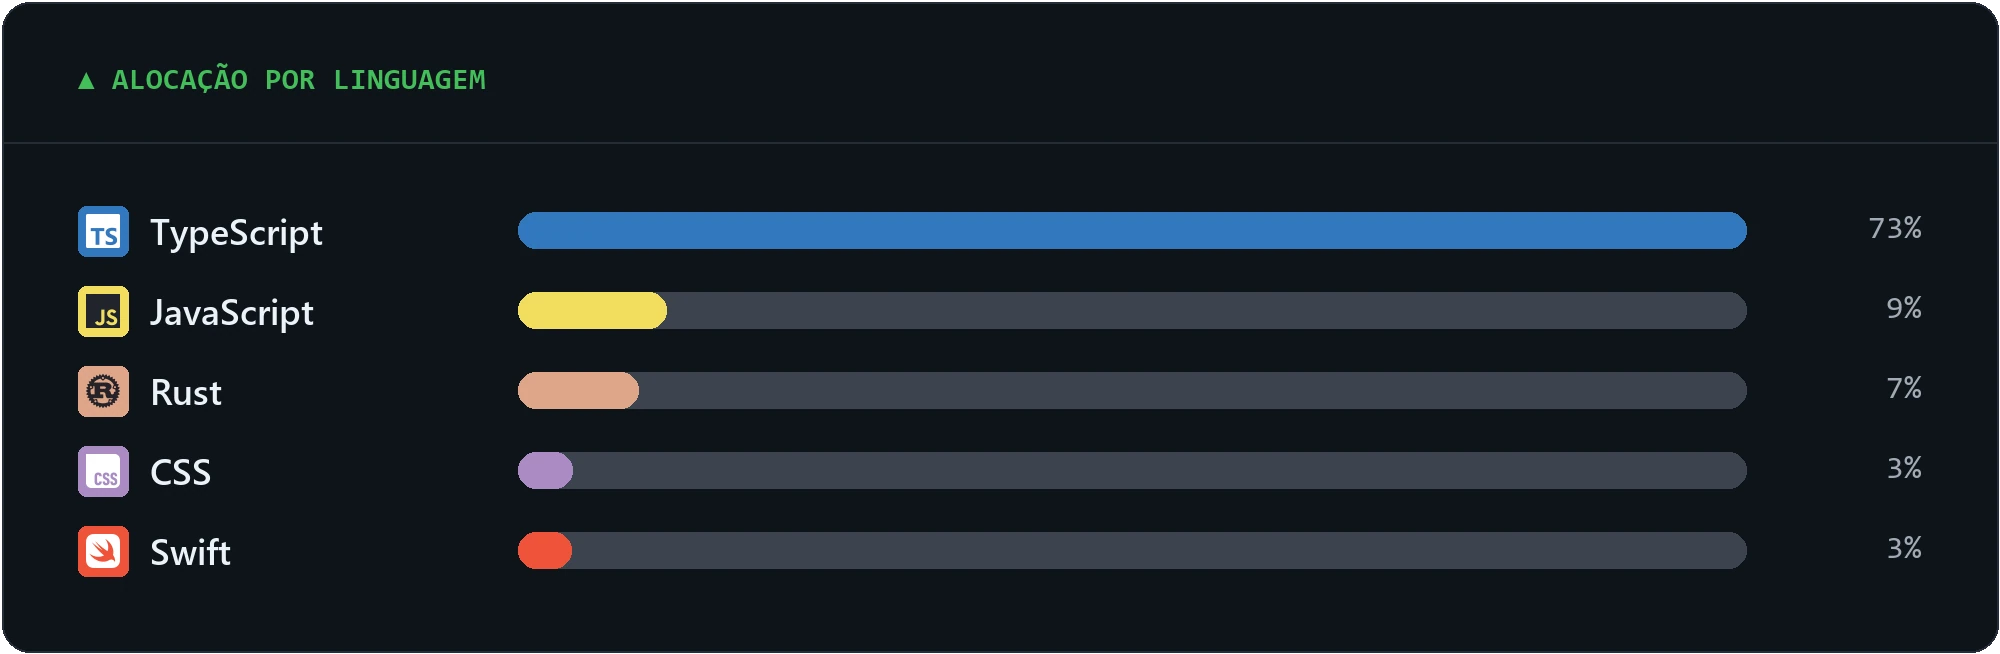 ▲ ALOCAÇÃO POR LINGUAGEM
TS TypeScript 73%
JS JavaScript 9%
R Rust 7%
CSS CSS 3%
Swift 3%